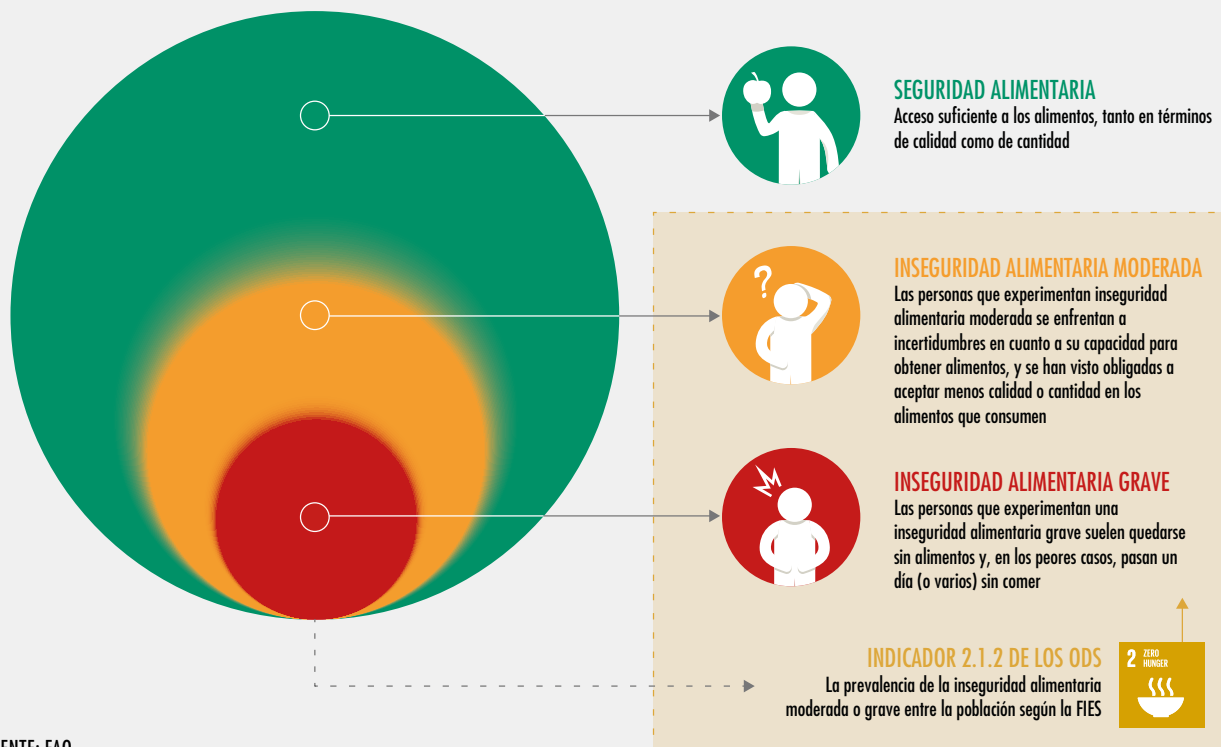 SEGURIDAD ALIMENTARIA
Acceso suficiente a los alimentos, tanto en términos
de calidad como de cantidad
?
INSEGURIDAD ALIMENTARIA MODERADA
Las personas que experimentan inseguridad
alimentaria moderada se enfrentan a
incertidumbres en cuanto a su capacidad para
obtener alimentos, y se han visto obligadas a
aceptar menos calidad o cantidad en los
alimentos que consumen
INSEGURIDAD ALIMENTARIA GRAVE
Las personas que experimentan una
inseguridad alimentaria grave suelen quedarse
sin alimentos y, en los peores casos, pasan un
día (o varios) sin comer
INDICADOR 2.1.2 DE LOS ODS
La prevalencia de la inseguridad alimentaria
moderada o grave entre la población según la FIES
2 ZERO
HUNGER